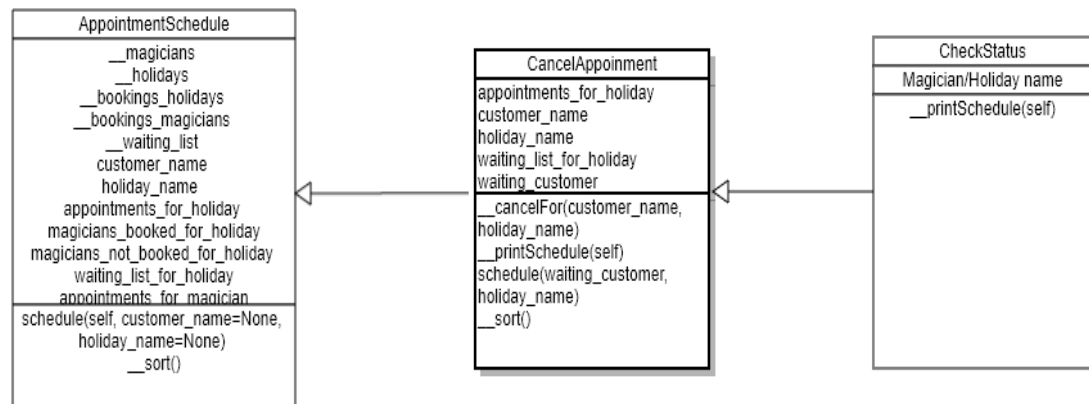 AppointmentSchedule
__magicians
__holidays
__bookings_holidays
__bookings_magicians
__waiting_list
customer_name
holiday_name
appointments_for_holiday
magicians_booked_for_holiday
magicians_not_booked_for_holiday
waiting_list_for_holiday
appointments_for_magician
schedule(self, customer_name=None,
holiday_name=None)
__sort()
CancelAppoinment
appointments_for_holiday
customer_name
holiday_name
waiting_list_for_holiday
waiting_customer
__cancelFor(customer_name,
holiday_name)
__printSchedule(self)
schedule(waiting_customer,
holiday_name)
__sort()
CheckStatus
Magician/Holiday name
__printSchedule(self)